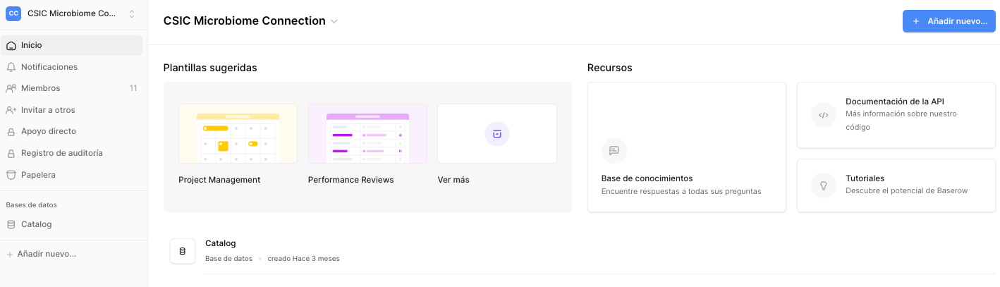 CC
CSIC Microbiome Co...
Inicio
Notificaciones
Miembros 11
Invitar a otros
Apoyo directo
Registro de auditoría
Papelera
Bases de datos
Catalog
+ Añadir nuevo...
CSIC Microbiome Connection
+ Añadir nuevo...
Plantillas sugeridas
Project Management
Performance Reviews
Ver más
Recursos
Base de conocimientos
Encuentre respuestas a todas sus preguntas
Documentación de la API
Más información sobre nuestro
código
Tutoriales
Descubre el potencial de Baserow
Catalog
Base de datos • creado Hace 3 meses